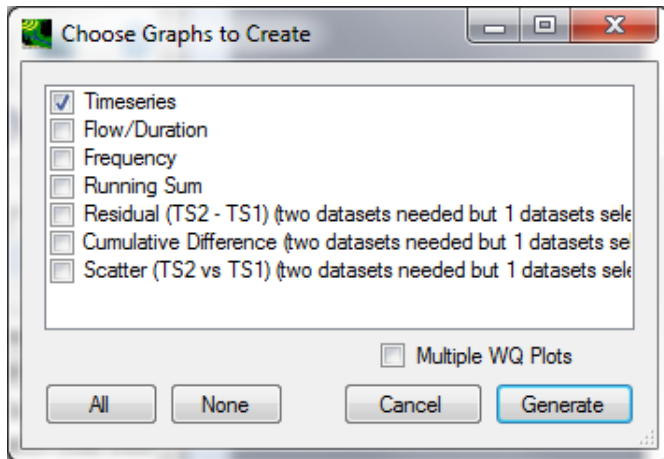 Choose Graphs to Create
Timeseries
Flow/Duration
Frequency
Running Sum
Residual (TS2 - TS1) (two datasets needed but 1 datasets sele
Cumulative Difference (two datasets needed but 1 datasets sel
Scatter (TS2 vs TS1) (two datasets needed but 1 datasets sele
Multiple WQ Plots
All None Cancel Generate